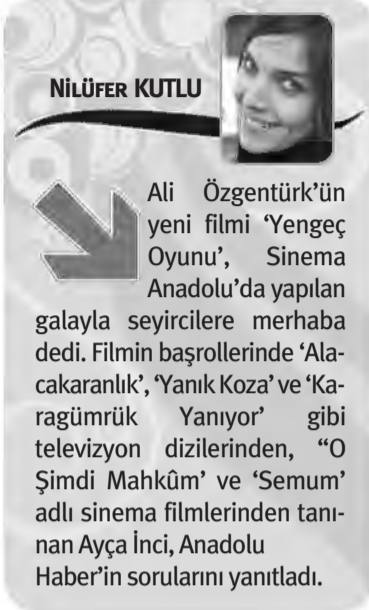 NİLÜFER KUTLU
Ali Özgentürk’ün
yeni filmi ‘Yengeç
Oyunu’, Sinema
Anadolu’da yapılan
galayla seyircilere merhaba
dedi. Filmin başrollerinde ‘Ala-
cakaranlık’, ‘Yanık Koza’ ve ‘Ka-
ragümrük Yanıyor’ gibi
televizyon dizilerinden, “O
Şimdi Mahkûm’ ve ‘Semum’
adlı sinema filmlerinden tanı-
nan Ayça İnci, Anadolu
Haber’in sorularını yanıtladı.